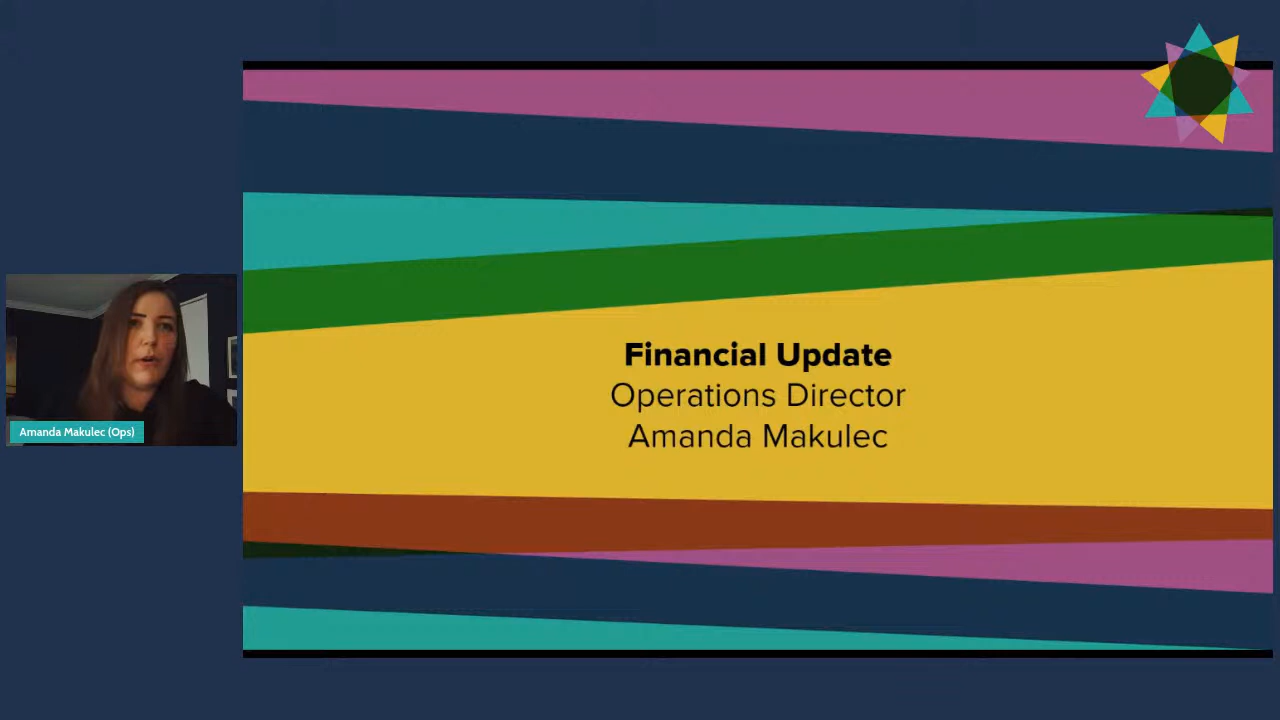 Financial Update
Operations Director
Amanda Makulec
Amanda Makulec (Ops)